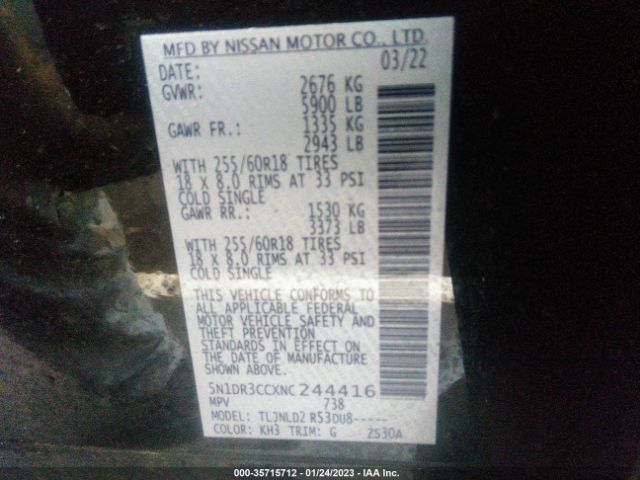 MFD BY NISSAN MOTOR CO., LTD.
DATE: 03/22
GVWR: 2676 KG
5900 LB
GAWR FR.: 1335 KG
2943 LB
WITH 255/60R18 TIRES
18 X 8.0 RIMS AT 33 PSI
COLD SINGLE
GAWR RR.: 1530 KG
3373 LB
WITH 255/60R18 TIRES
18 X 8.0 RIMS AT 33 PSI
COLD SINGLE
THIS VEHICLE CONFORMS TO
ALL APPLICABLE FEDERAL
MOTOR VEHICLE SAFETY AND
THEFT PREVENTION
STANDARDS IN EFFECT ON
THE DATE OF MANUFACTURE
SHOWN ABOVE.
5N1DR3CCXNC244416
MPV 738
MODEL: TLJNLD2 R53DU8-----
COLOR: KH3 TRIM: G 2530A
000-35715712 - 01/24/2023 - IAA Inc.